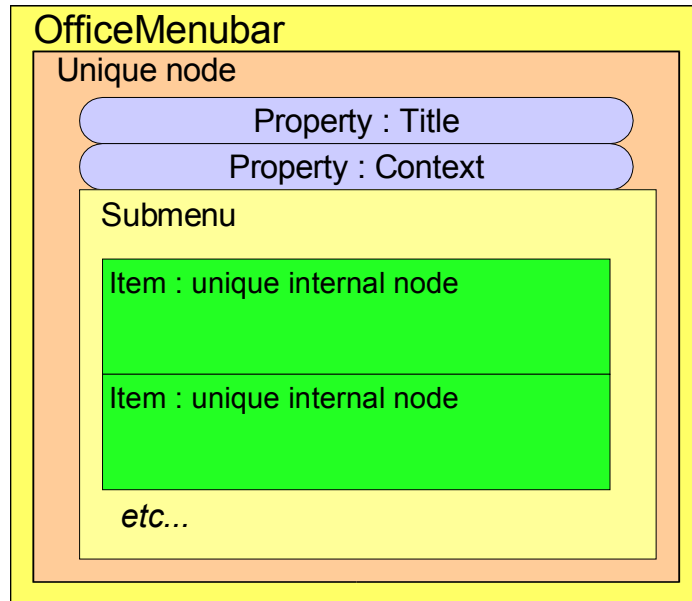 OfficeMenubar
Unique node
Property : Title
Property : Context
Submenu
Item : unique internal node
Item : unique internal node
etc...